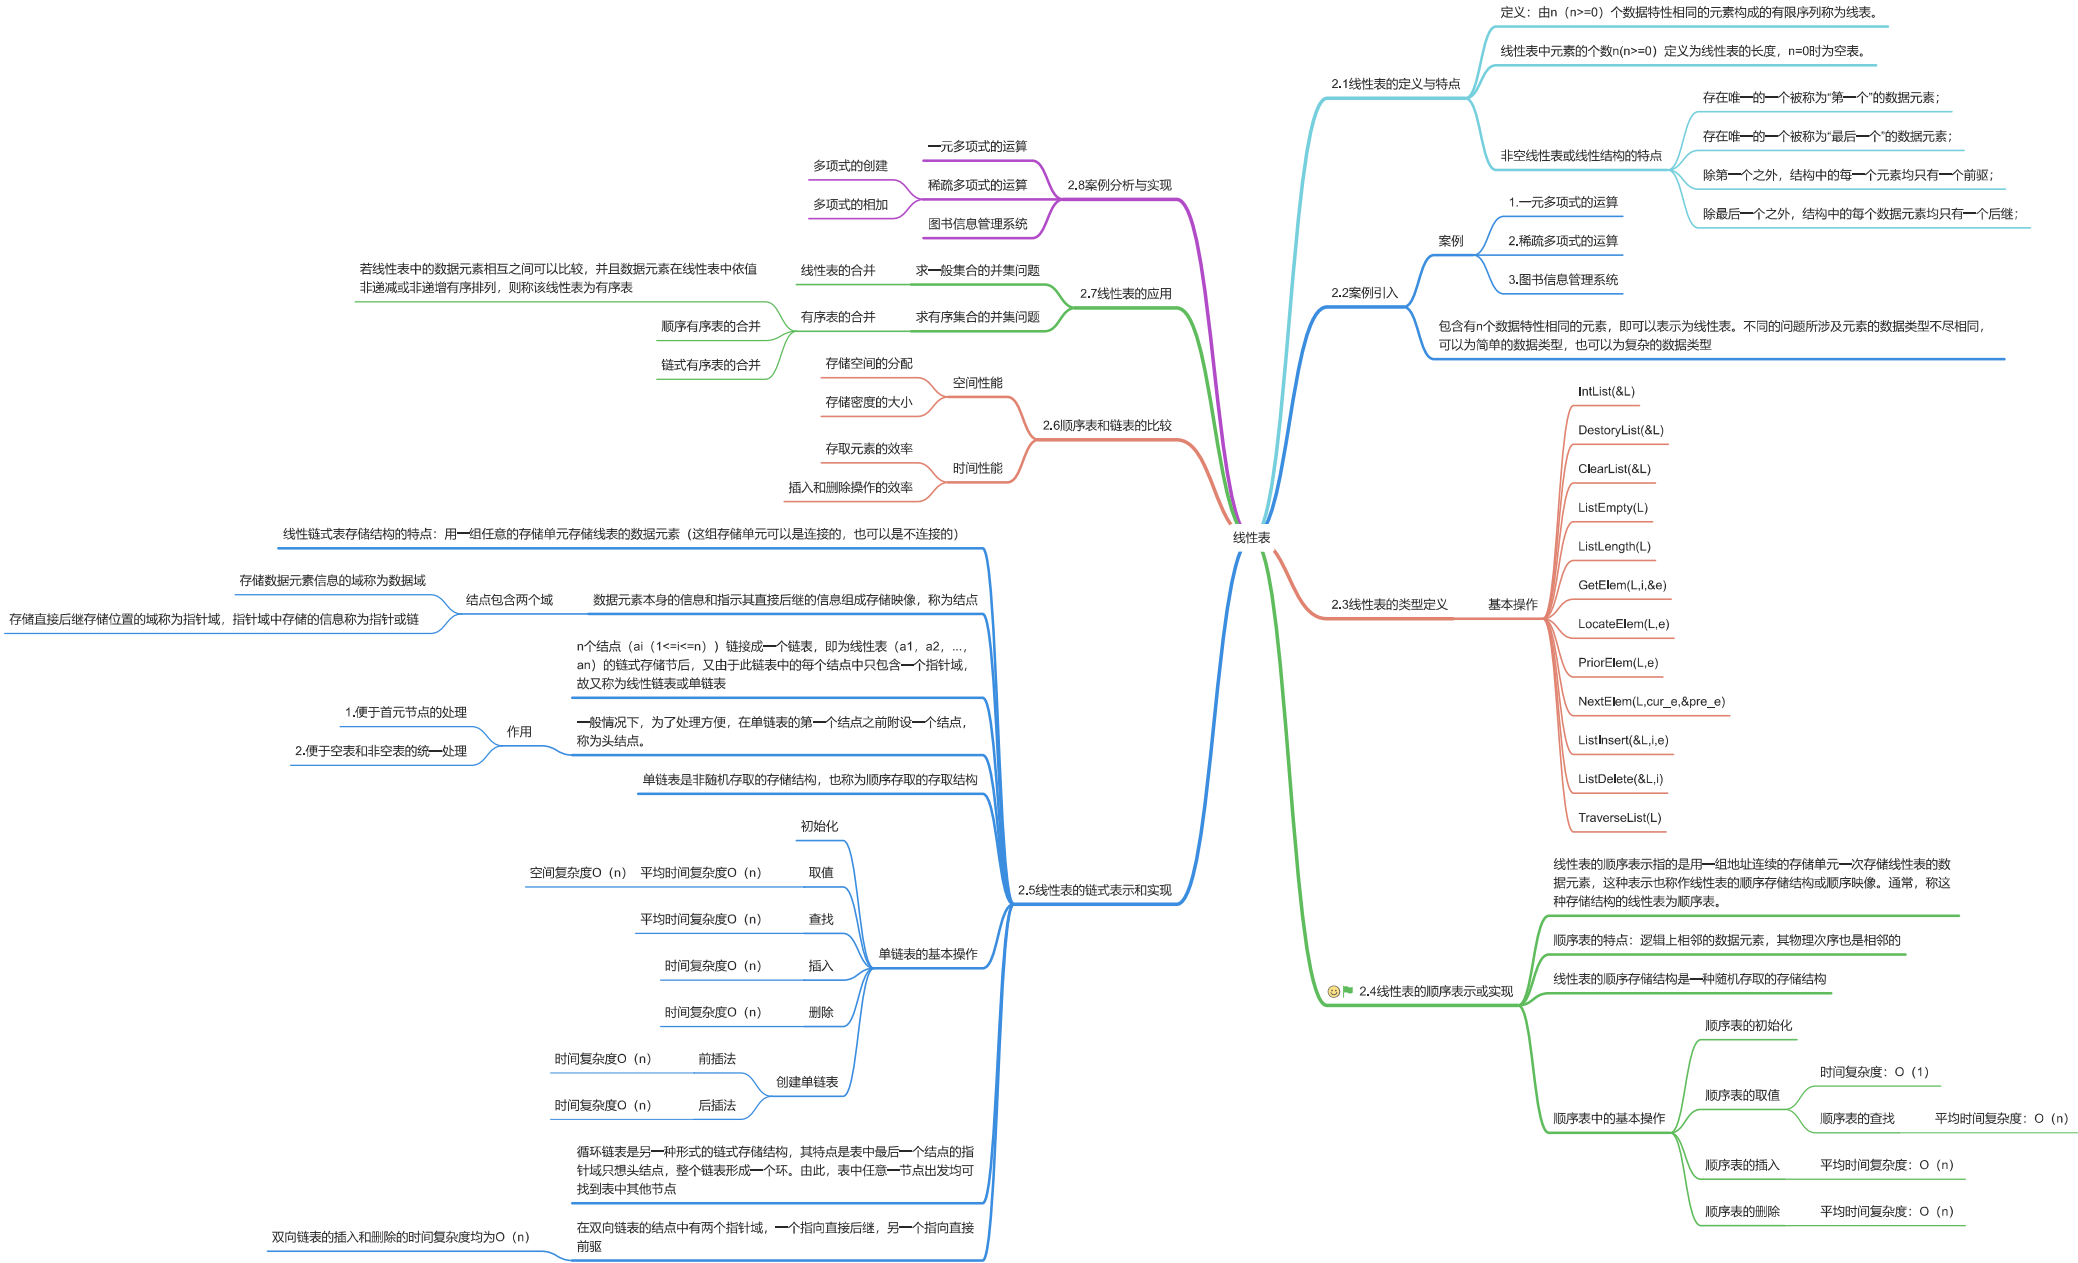 线性表
2.1线性表的定义与特点
定义：由n（n>=0）个数据特性相同的元素构成的有限序列称为线表。
线性表中元素的个数n(n>=0）定义为线性表的长度，n=0时为空表。
非空线性表或线性结构的特点
存在唯一的一个被称为“第一个”的数据元素；
存在唯一的一个被称为“最后一个”的数据元素；
除第一个之外，结构中的每一个元素均只有一个前驱；
除最后一个之外，结构中的每个数据元素均只有一个后继；
2.2案例引入
案例
1.一元多项式的运算
2.稀疏多项式的运算
3.图书信息管理系统
包含有n个数据特性相同的元素，即可以表示为线性表。不同的问题所涉及元素的数据类型不尽相同，
可以为简单的数据类型，也可以为复杂的数据类型
2.3线性表的类型定义
基本操作
IntList(&L)
DestoryList(&L)
ClearList(&L)
ListEmpty(L)
ListLength(L)
GetElem(L,i,&e)
LocateElem(L,e)
PriorElem(L,e)
NextElem(L,cur_e,&pre_e)
ListInsert(&L,i,e)
ListDelete(&L,i)
TraverseList(L)
2.4线性表的顺序表示或实现
线性表的顺序表示指的是用一组地址连续的存储单元一次存储线性表的数
据元素，这种表示也称作线性表的顺序存储结构或顺序映像。通常，称这
种存储结构的线性表为顺序表。
顺序表的特点：逻辑上相邻的数据元素，其物理次序也是相邻的
线性表的顺序存储结构是一种随机存取的存储结构
顺序表中的基本操作
顺序表的初始化
顺序表的取值
时间复杂度：O（1）
顺序表的查找
平均时间复杂度：O（n）
顺序表的插入
平均时间复杂度：O（n）
顺序表的删除
平均时间复杂度：O（n）
2.5线性表的链式表示和实现
线性链式表存储结构的特点：用一组任意的存储单元存储线表的数据元素（这组存储单元可以是连接的，也可以是不连接的）
数据元素本身的信息和指示其直接后继的信息组成存储映像，称为结点
结点包含两个域
存储数据元素信息的域称为数据域
存储直接后继存储位置的域称为指针域，指针域中存储的信息称为指针或链
n个结点（ai（1<=i<=n））链接成一个链表，即为线性表（a1，a2，...，
an）的链式存储节后，又由于此链表中的每个结点中只包含一个指针域，
故又称为线性链表或单链表
一般情况下，为了处理方便，在单链表的第一个结点之前附设一个结点，
称为头结点。
作用
1.便于首元节点的处理
2.便于空表和非空表的统一处理
单链表是非随机存取的存储结构，也称为顺序存取的存取结构
单链表的基本操作
初始化
取值
平均时间复杂度O（n）
空间复杂度O（n）
查找
平均时间复杂度O（n）
插入
时间复杂度O（n）
删除
时间复杂度O（n）
创建单链表
前插法
时间复杂度O（n）
后插法
时间复杂度O（n）
循环链表是另一种形式的链式存储结构，其特点是表中最后一个结点的指
针域只想头结点，整个链表形成一个环。由此，表中任意一节点出发均可
找到表中其他节点
在双向链表的结点中有两个指针域，一个指向直接后继，另一个指向直接
前驱
双向链表的插入和删除的时间复杂度均为O（n）
2.6顺序表和链表的比较
空间性能
存储空间的分配
存储密度的大小
时间性能
存取元素的效率
插入和删除操作的效率
2.7线性表的应用
求一般集合的并集问题
线性表的合并
求有序集合的并集问题
有序表的合并
若线性表中的数据元素相互之间可以比较，并且数据元素在线性表中依值
非递减或非递增有序排列，则称该线性表为有序表
顺序有序表的合并
链式有序表的合并
2.8案例分析与实现
一元多项式的运算
稀疏多项式的运算
多项式的创建
多项式的相加
图书信息管理系统